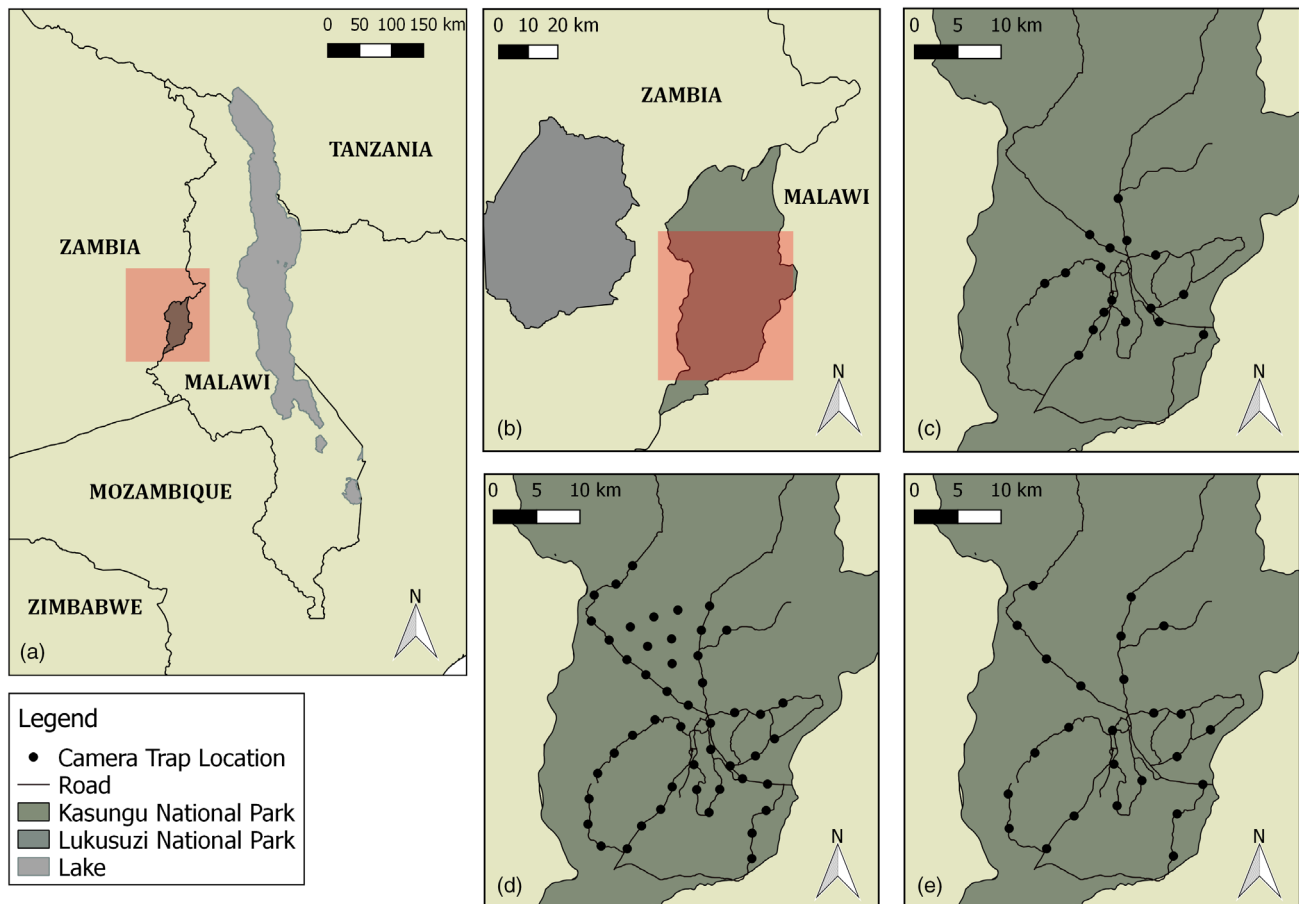 0 50 100 150 km
TANZANIA
ZAMBIA
MALAWI
MOZAMBIQUE
ZIMBABWE
N
(a)
0 10 20 km
ZAMBIA
MALAWI
N
(b)
0 5 10 km
N
(c)
Legend
Camera Trap Location
Road
Kasungu National Park
Lukusuzi National Park
Lake
0 5 10 km
N
(d)
0 5 10 km
N
(e)